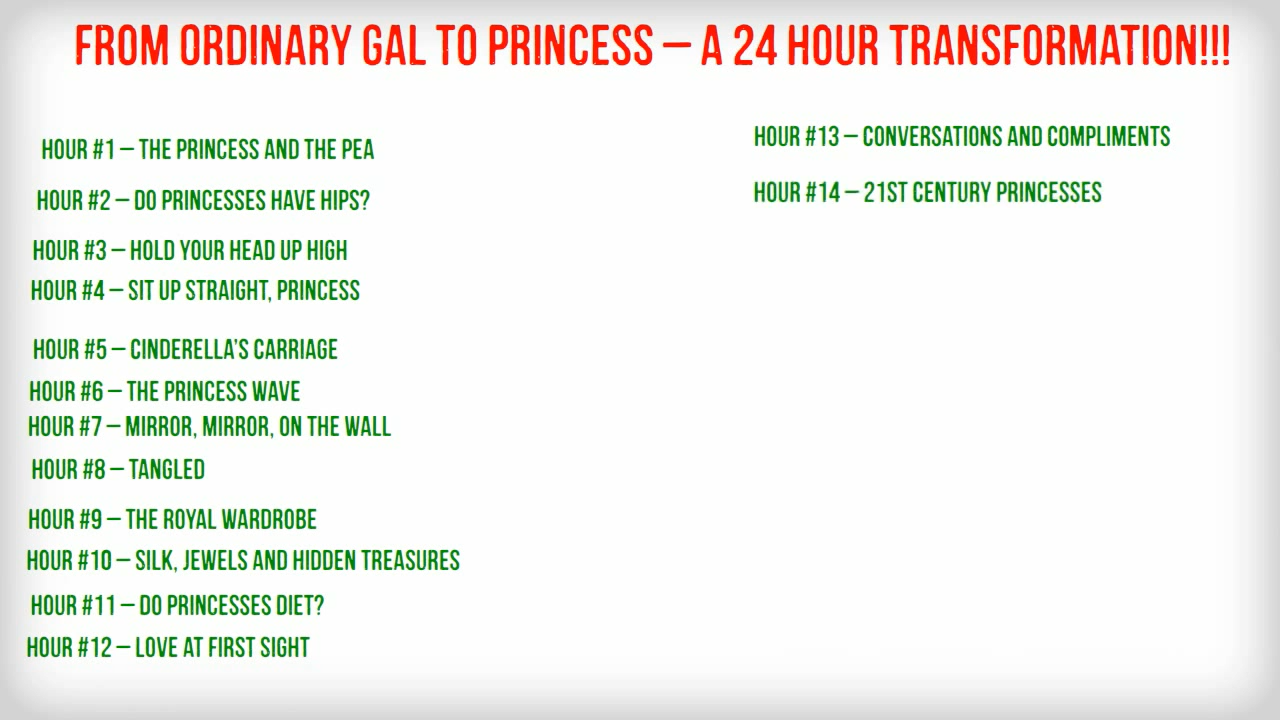 FROM ORDINARY GAL TO PRINCESS – A 24 HOUR TRANSFORMATION!!!
HOUR #1 – THE PRINCESS AND THE PEA
HOUR #2 – DO PRINCESSES HAVE HIPS?
HOUR #3 – HOLD YOUR HEAD UP HIGH
HOUR #4 – SIT UP STRAIGHT, PRINCESS
HOUR #5 – CINDERELLA'S CARRIAGE
HOUR #6 – THE PRINCESS WAVE
HOUR #7 – MIRROR, MIRROR, ON THE WALL
HOUR #8 – TANGLED
HOUR #9 – THE ROYAL WARDROBE
HOUR #10 – SILK, JEWELS AND HIDDEN TREASURES
HOUR #11 – DO PRINCESSES DIET?
HOUR #12 – LOVE AT FIRST SIGHT
HOUR #13 – CONVERSATIONS AND COMPLIMENTS
HOUR #14 – 21ST CENTURY PRINCESSES